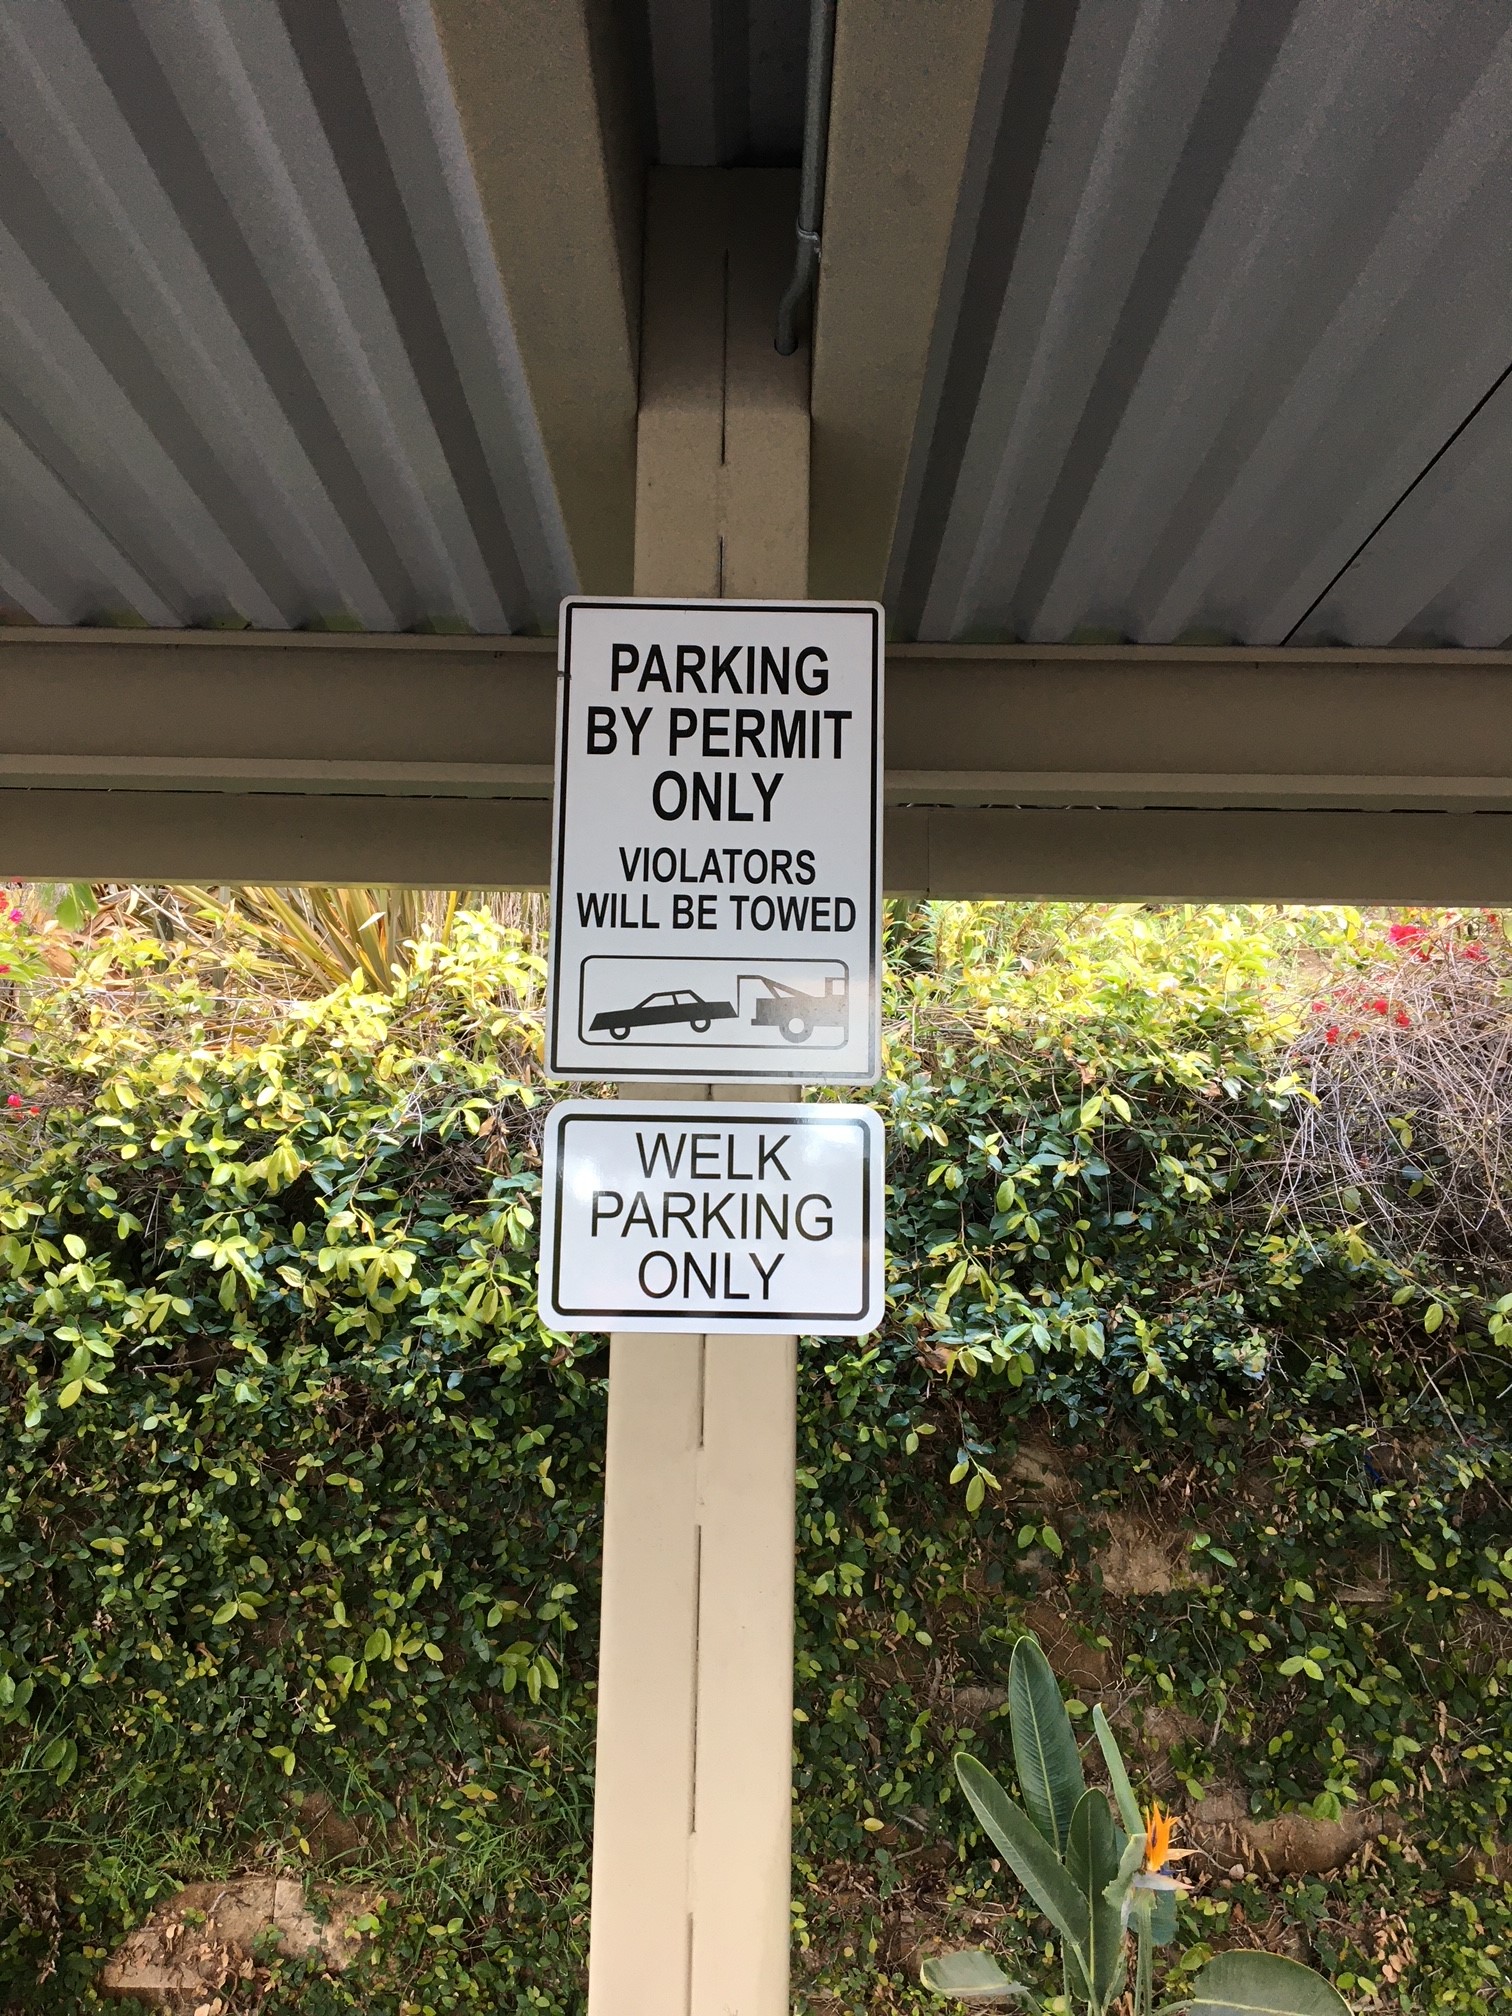 PARKING
BY PERMIT
ONLY
VIOLATORS
WILL BE TOWED
WELK
PARKING
ONLY